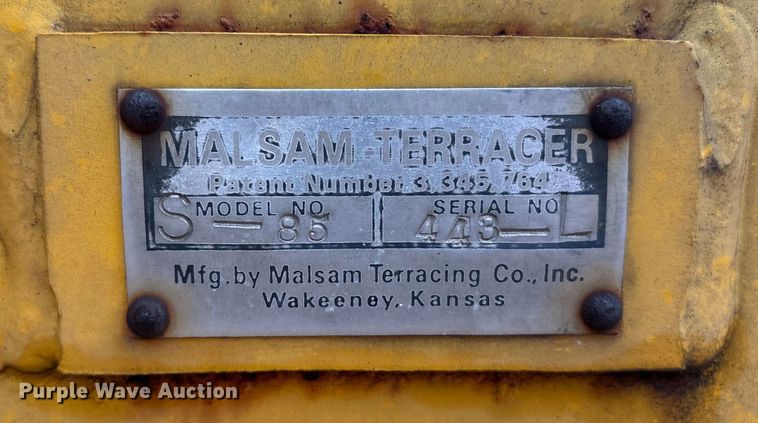 MALSAM-TERRACER
Patent Number 3,346,764
MODEL NO SERIAL NO
S-85 443-L
Mfg. by Malsam Terracing Co., Inc.
Wakeeney, Kansas
Purple Wave Auction